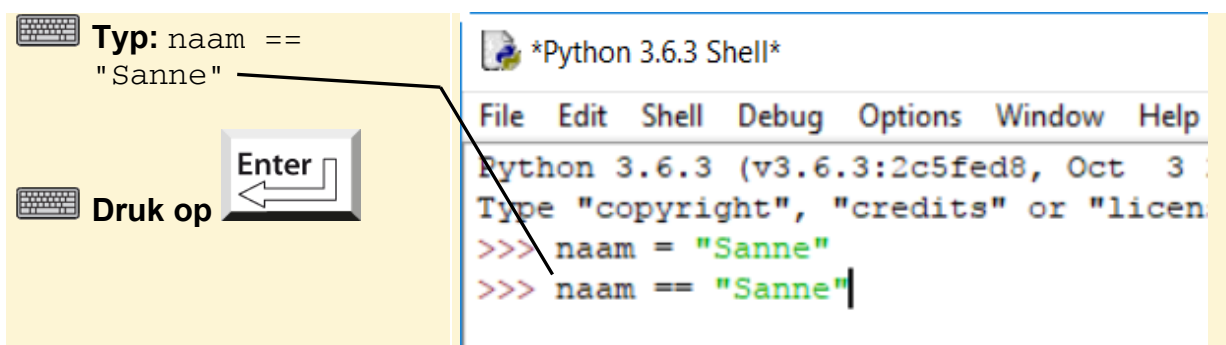 Typ: naam ==
"Sanne"
Enter
Druk op
*Python 3.6.3 Shell*
File Edit Shell Debug Options Window Help
Python 3.6.3 (v3.6.3:2c5fed8, Oct 3
Type "copyright", "credits" or "licen
>>> naam = "Sanne"
>>> naam == "Sanne"